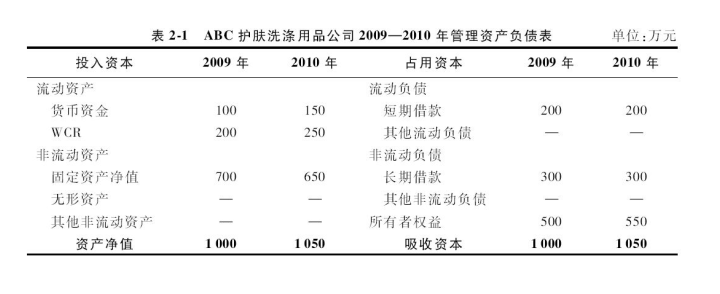 表 2-1 ABC 护肤洗涤用品公司 2009—2010 年管理资产负债表 单位:万元
投入资本 2009 年 2010 年 占用资本 2009 年 2010 年
流动资产 流动负债
货币资金 100 150 短期借款 200 200
WCR 200 250 其他流动负债 — —
非流动资产 非流动负债
固定资产净值 700 650 长期借款 300 300
无形资产 — — 其他非流动负债 — —
其他非流动资产 — — 所有者权益 500 550
资产净值 1 000 1 050 吸收资本 1 000 1 050